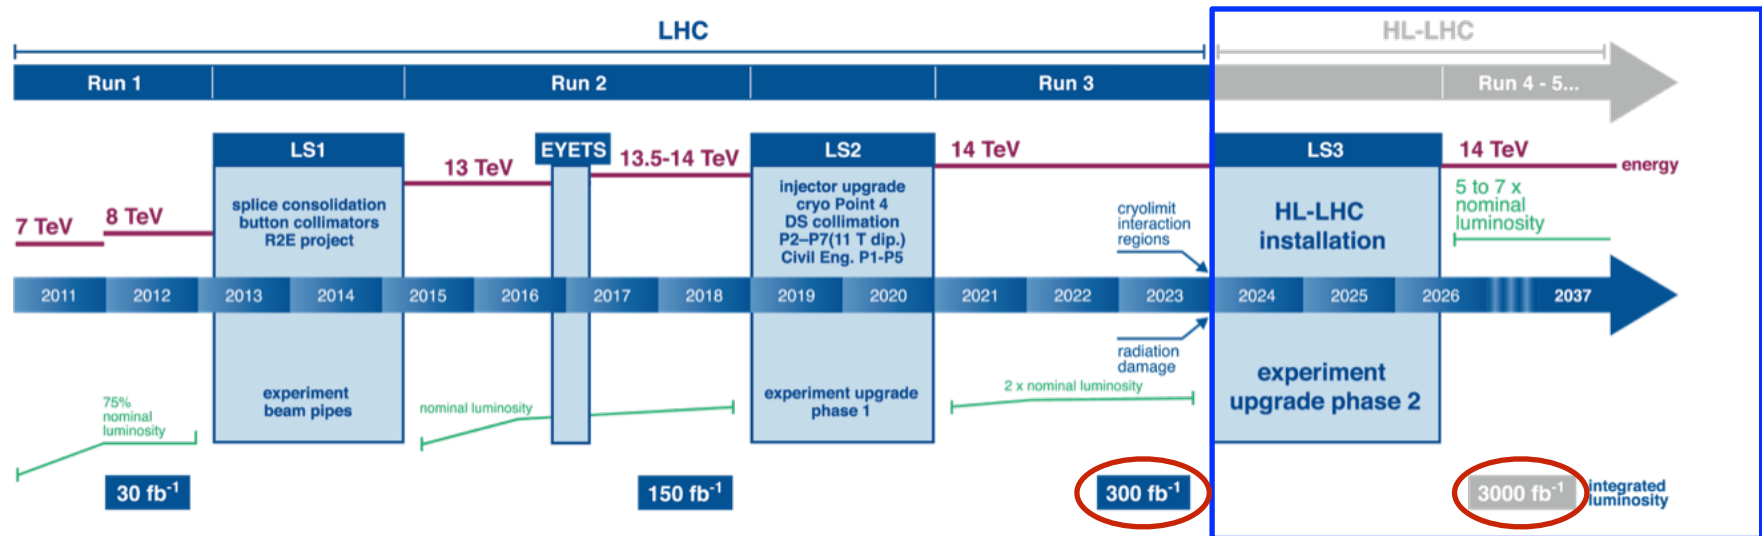 LHC
HL-LHC
Run 1
Run 2
Run 3
Run 4 - 5...
LS1
EYETS
LS2
LS3
7 TeV
8 TeV
13 TeV
13.5-14 TeV
14 TeV
14 TeV
energy
splice consolidation
button collimators
R2E project
injector upgrade
cryo Point 4
DS collimation
P2–P7(11 T dip.)
Civil Eng. P1-P5
cryolimit
interaction
regions
HL-LHC
installation
5 to 7 x
nominal
luminosity
2011
2012
2013
2014
2015
2016
2017
2018
2019
2020
2021
2022
2023
2024
2025
2026
2037
75%
nominal
luminosity
experiment
beam pipes
nominal luminosity
experiment upgrade
phase 1
2 x nominal luminosity
radiation
damage
experiment
upgrade phase 2
30 fb⁻¹
150 fb⁻¹
300 fb⁻¹
3000 fb⁻¹
integrated
luminosity